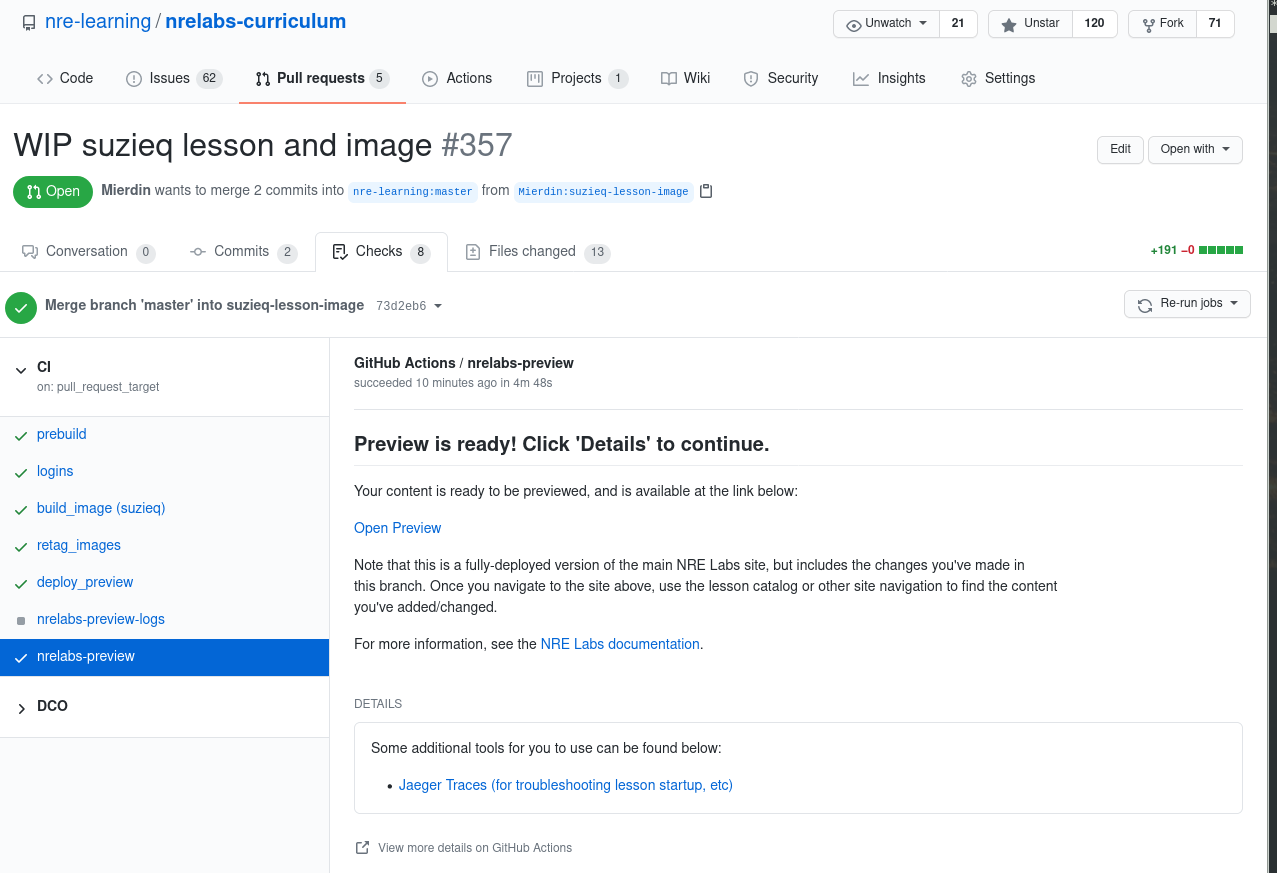 nre-learning / nrelabs-curriculum
Unwatch 21 Unstar 120 Fork 71
Code Issues 62 Pull requests 5 Actions Projects 1 Wiki Security Insights Settings
WIP suzieq lesson and image #357
Edit Open with
Open Mierdin wants to merge 2 commits into nre-learning:master from Mierdin:suzieq-lesson-image
Conversation 0 Commits 2 Checks 8 Files changed 13 +191 −0
Merge branch 'master' into suzieq-lesson-image 73d2eb6 Re-run jobs
CI
on: pull_request_target
prebuild
logins
build_image (suzieq)
retag_images
deploy_preview
nrelabs-preview-logs
nrelabs-preview
DCO
GitHub Actions / nrelabs-preview
succeeded 10 minutes ago in 4m 48s
Preview is ready! Click 'Details' to continue.
Your content is ready to be previewed, and is available at the link below:
Open Preview
Note that this is a fully-deployed version of the main NRE Labs site, but includes the changes you've made in
this branch. Once you navigate to the site above, use the lesson catalog or other site navigation to find the content
you've added/changed.
For more information, see the NRE Labs documentation.
DETAILS
Some additional tools for you to use can be found below:
• Jaeger Traces (for troubleshooting lesson startup, etc)
View more details on GitHub Actions